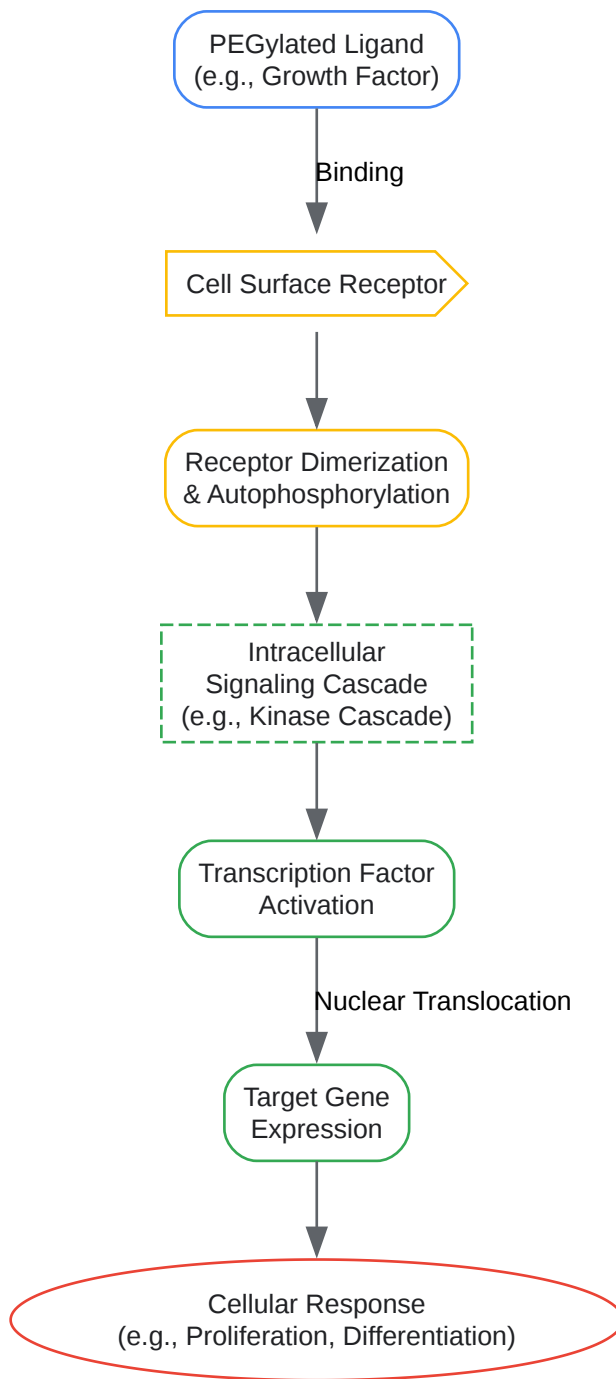 PEGylated Ligand
(e.g., Growth Factor)
Binding
Cell Surface Receptor
Receptor Dimerization
& Autophosphorylation
Intracellular
Signaling Cascade
(e.g., Kinase Cascade)
Transcription Factor
Activation
Nuclear Translocation
Target Gene
Expression
Cellular Response
(e.g., Proliferation, Differentiation)